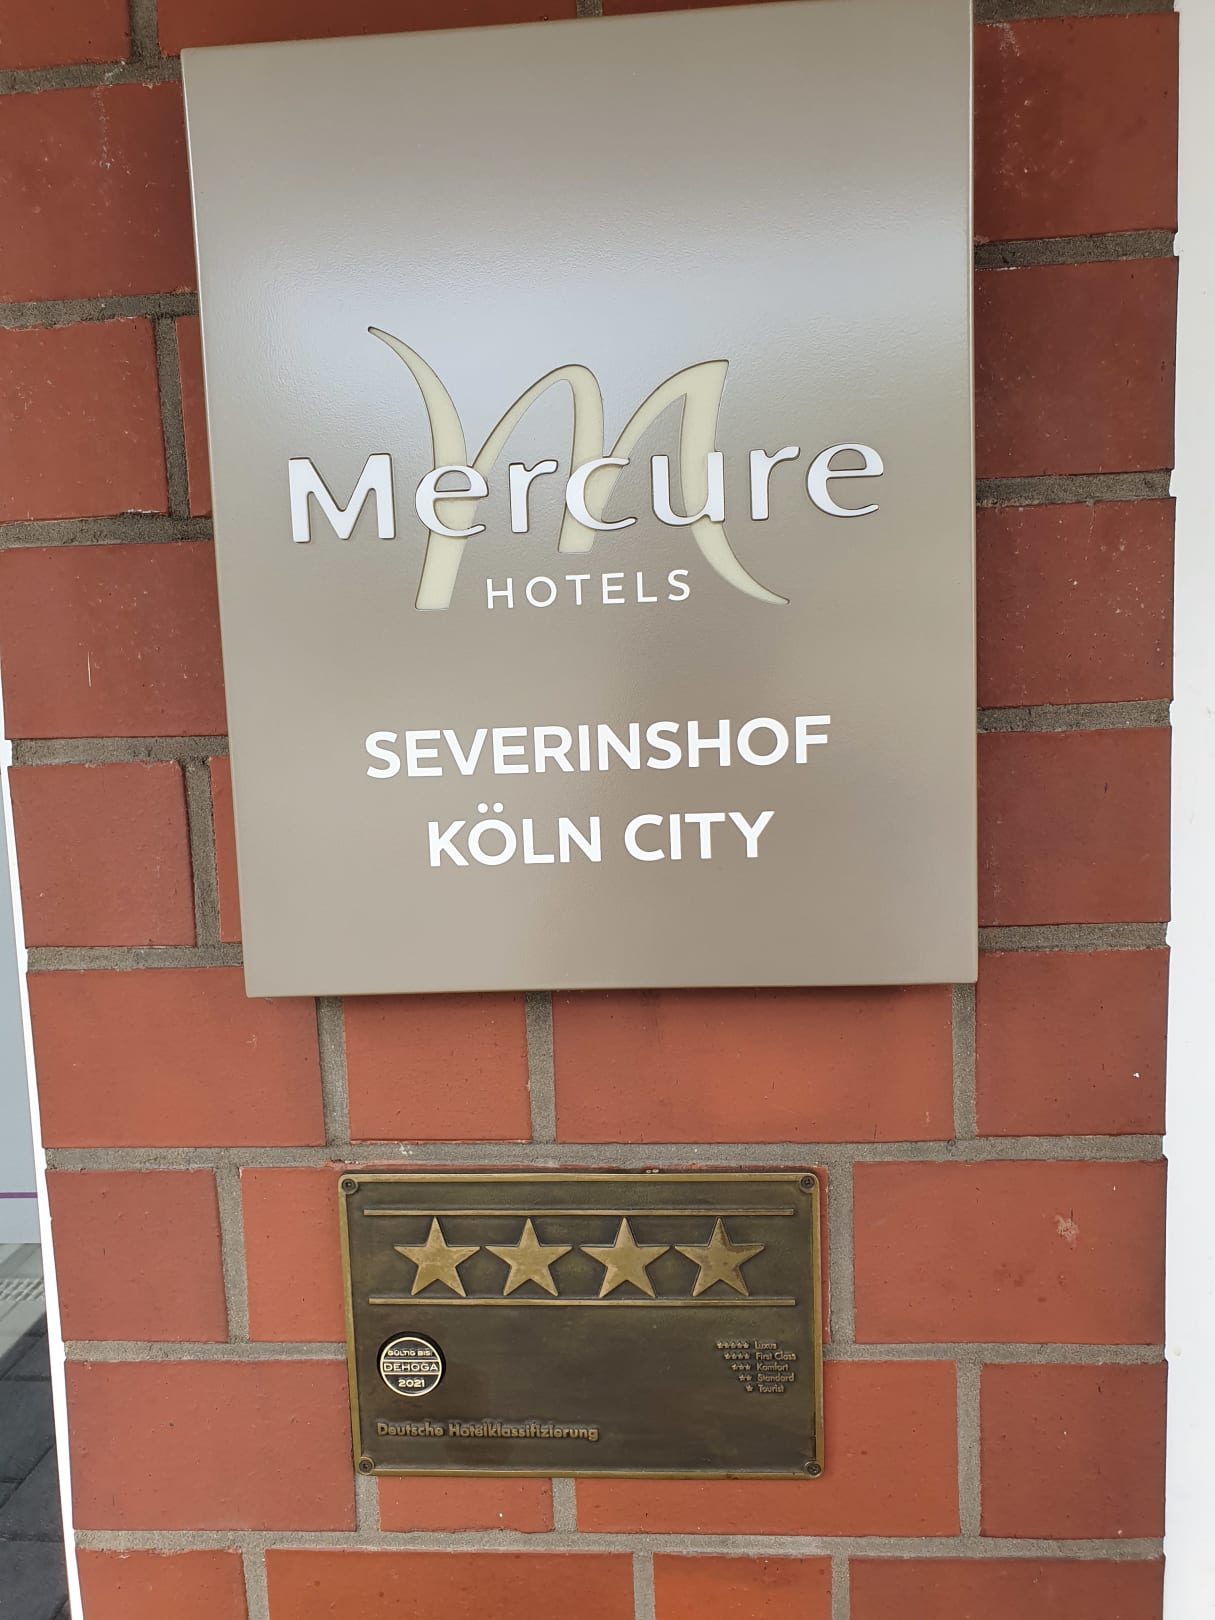 Mercure
HOTELS
SEVERINSHOF
KÖLN CITY
GÜLTIG BIS:
DEHOGA
2021
***** Luxus
**** First Class
*** Komfort
** Standard
* Tourist
Deutsche Hotelklassifizierung